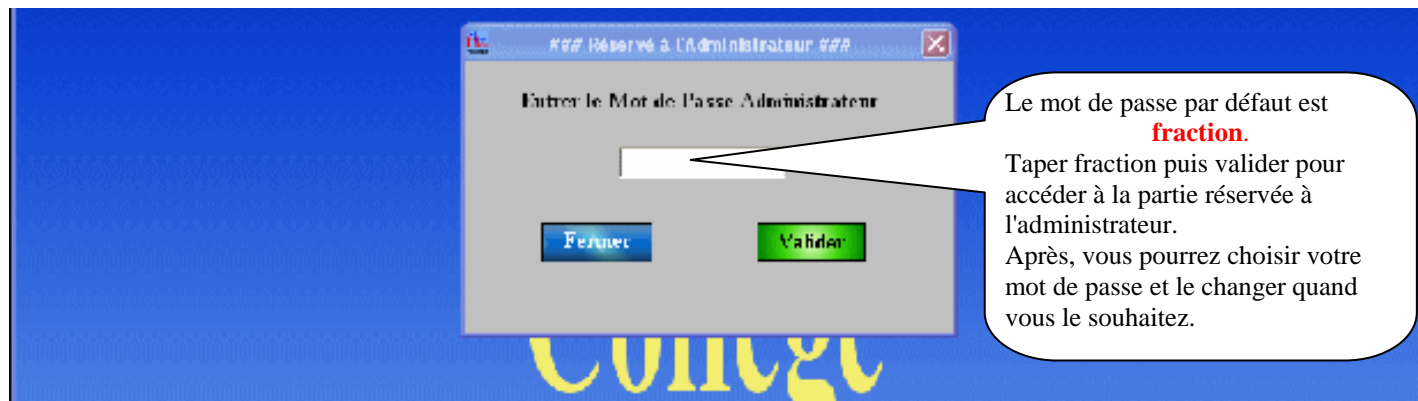 ### Réservé à l'Administrateur ###
Entrer le Mot de Passe Administrateur
Fermer
Valider
Le mot de passe par défaut est
fraction.
Taper fraction puis valider pour
accéder à la partie réservée à
l'administrateur.
Après, vous pourrez choisir votre
mot de passe et le changer quand
vous le souhaitez.
Collège